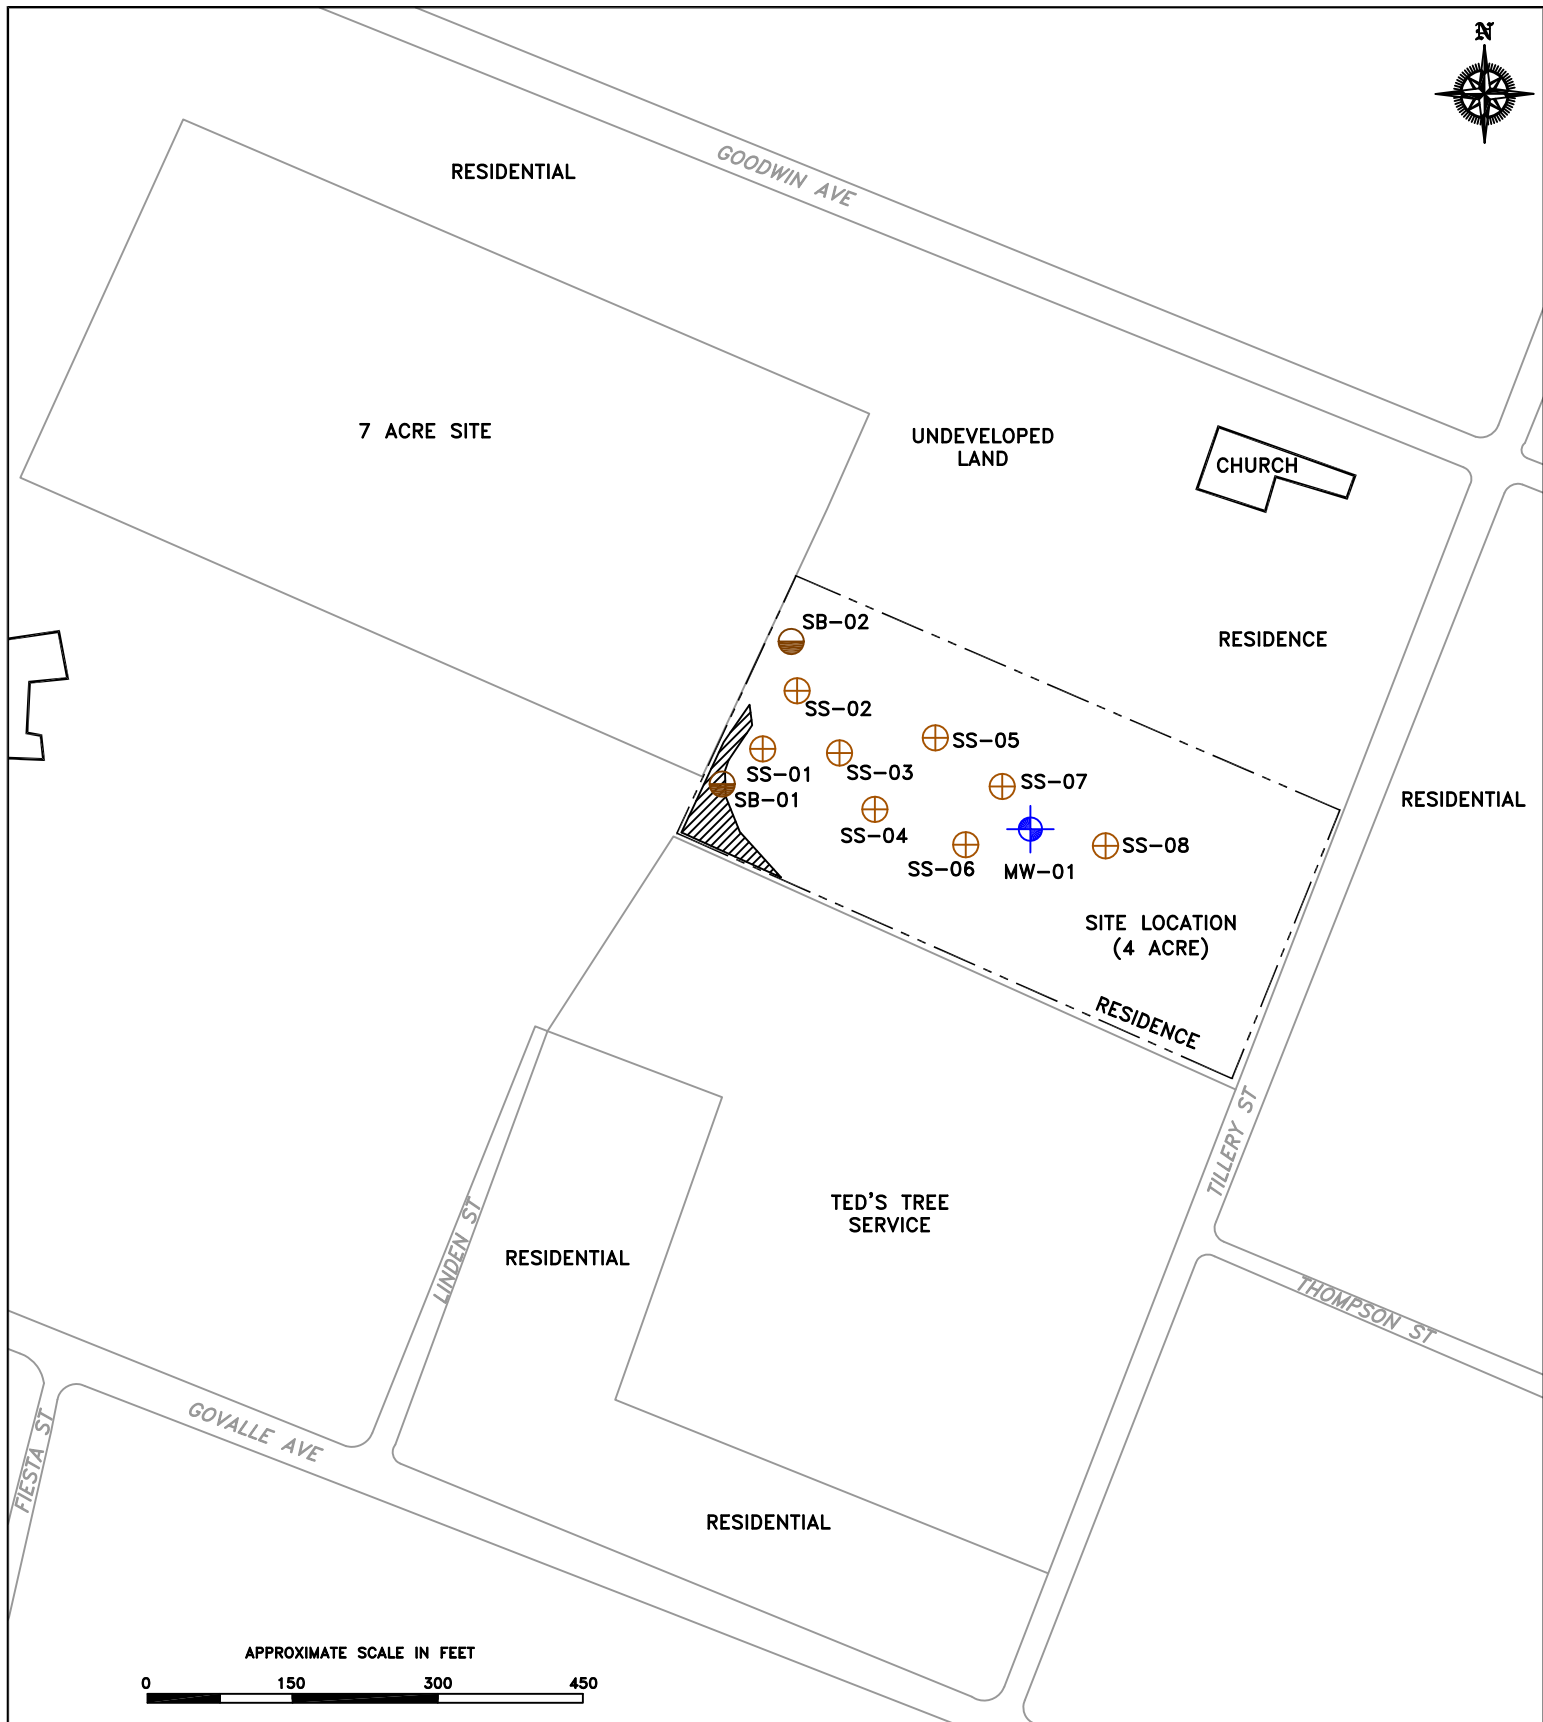 N
GOODWIN AVE
RESIDENTIAL
7 ACRE SITE
UNDEVELOPED
LAND
CHURCH
SB-02
RESIDENCE
SS-02
SS-05
SS-01
SS-03
SS-07
SB-01
RESIDENTIAL
SS-04
SS-08
SS-06
MW-01
SITE LOCATION
(4 ACRE)
RESIDENCE
TILLERY ST
TED'S TREE
SERVICE
LINDEN ST
RESIDENTIAL
THOMPSON ST
GOVALLE AVE
FIESTA ST
RESIDENTIAL
APPROXIMATE SCALE IN FEET
0 150 300 450